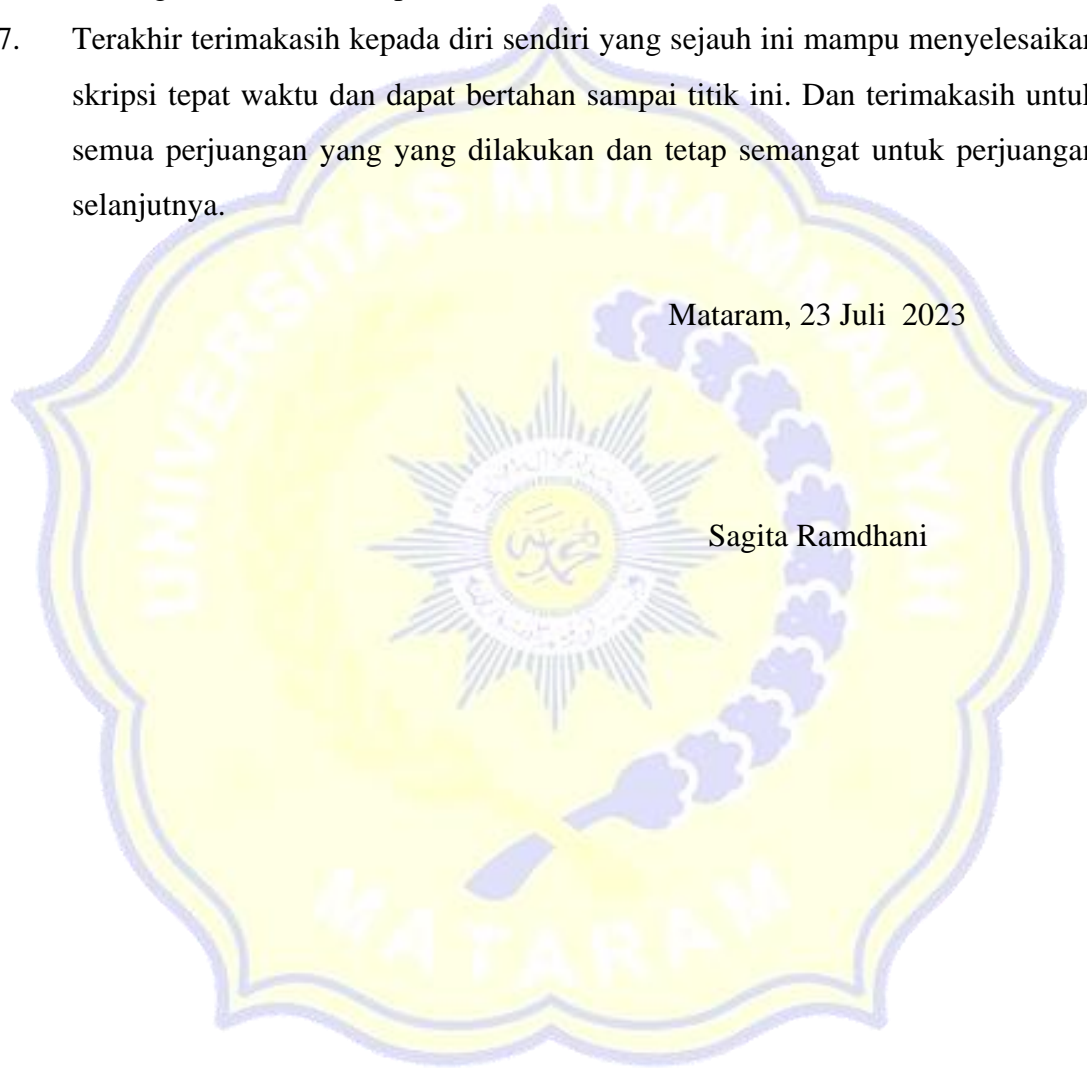 7. Terakhir terimakasih kepada diri sendiri yang sejauh ini mampu menyelesaikan
skripsi tepat waktu dan dapat bertahan sampai titik ini. Dan terimakasih untuk
semua perjuangan yang yang dilakukan dan tetap semangat untuk perjuangan
selanjutnya.
Mataram, 23 Juli 2023
Sagita Ramdhani
UNIVERSITAS MUHAMMADIYAH
MATARAM